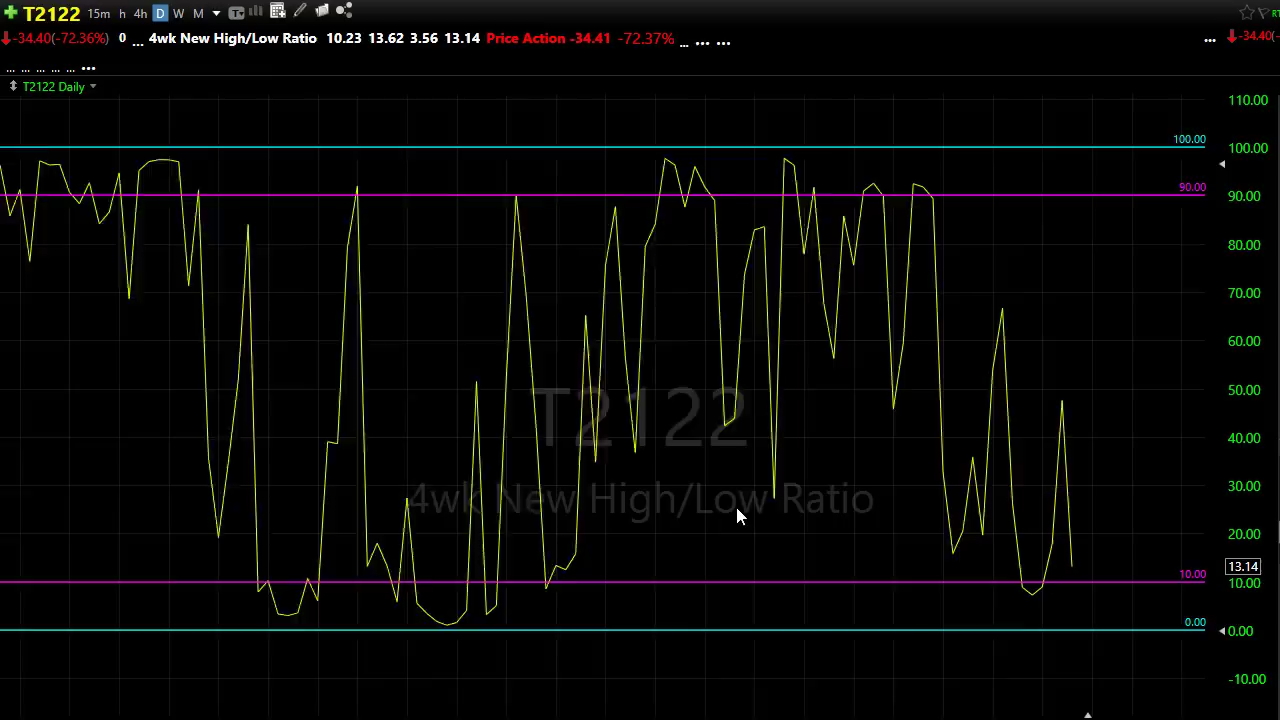 T2122 15m h 4h D W M T
-34.40(-72.36%) 0 ... 4wk New High/Low Ratio 10.23 13.62 3.56 13.14 Price Action -34.41 -72.37% ... ... ... ... -34.40(-
... ... ... ... ... ...
T2122 Daily
110.00
100.00 100.00
90.00 90.00
80.00
70.00
60.00
50.00
T2122
40.00
4wk New High/Low Ratio
30.00
20.00
13.14
10.00 10.00
0.00 0.00
-10.00